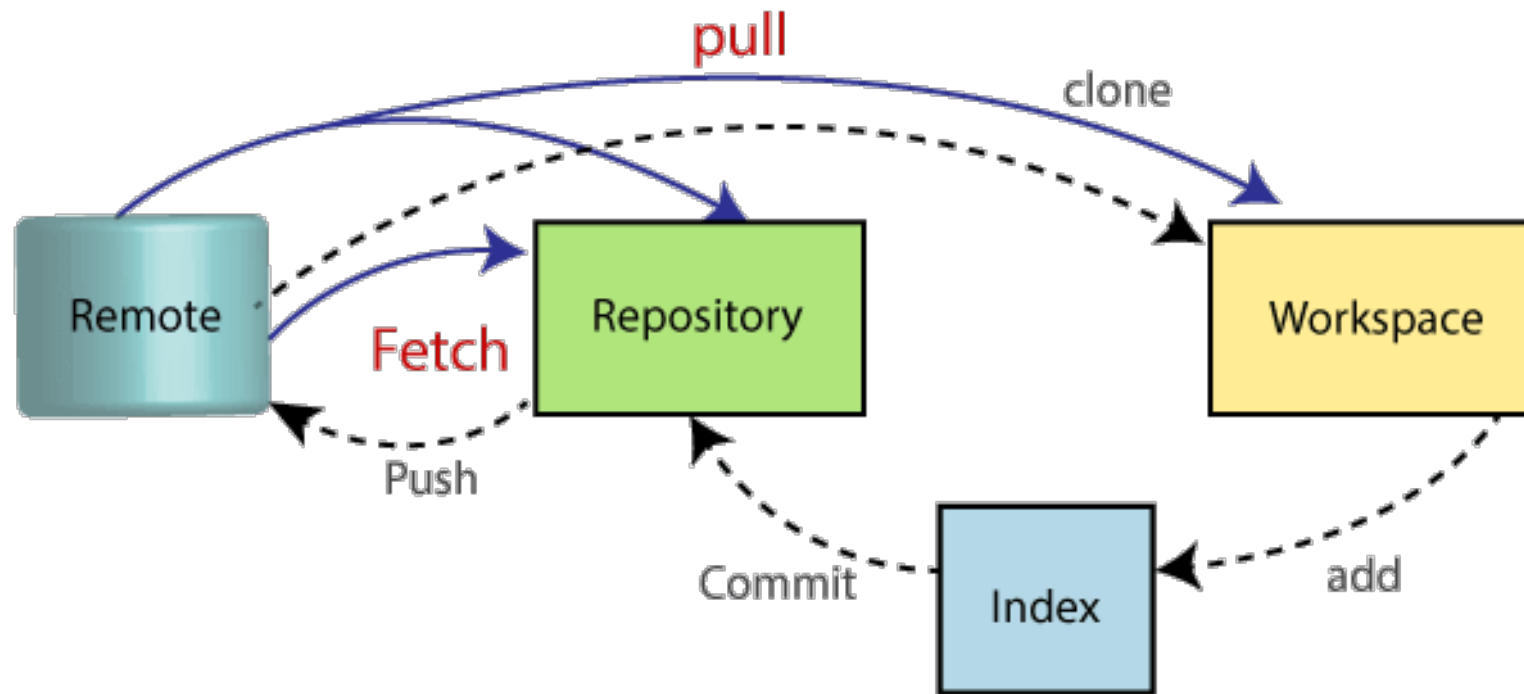 pull
clone
Remote
Repository
Workspace
Fetch
Push
Commit
Index
add